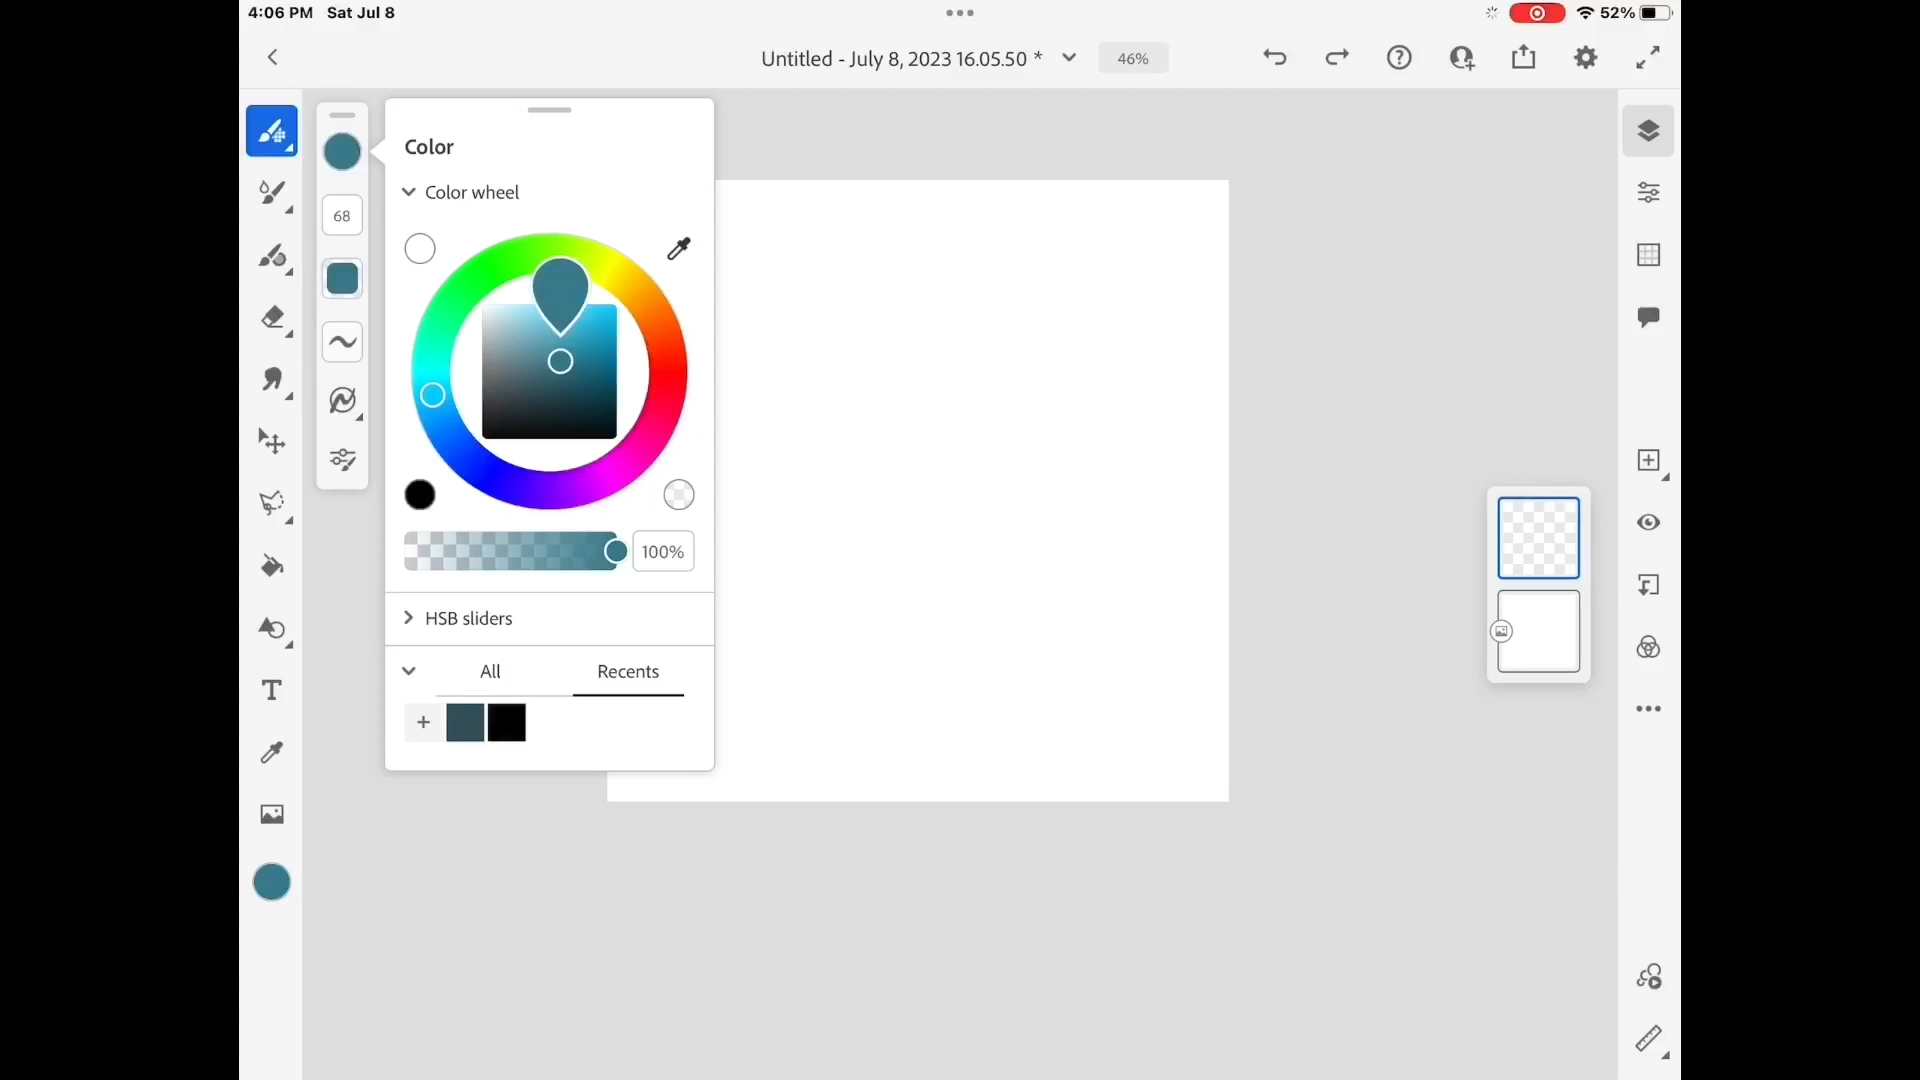 4:06 PM Sat Jul 8
52%
Untitled - July 8, 2023 16.05.50 *
46%
Color
Color wheel
68
100%
HSB sliders
All
Recents
T